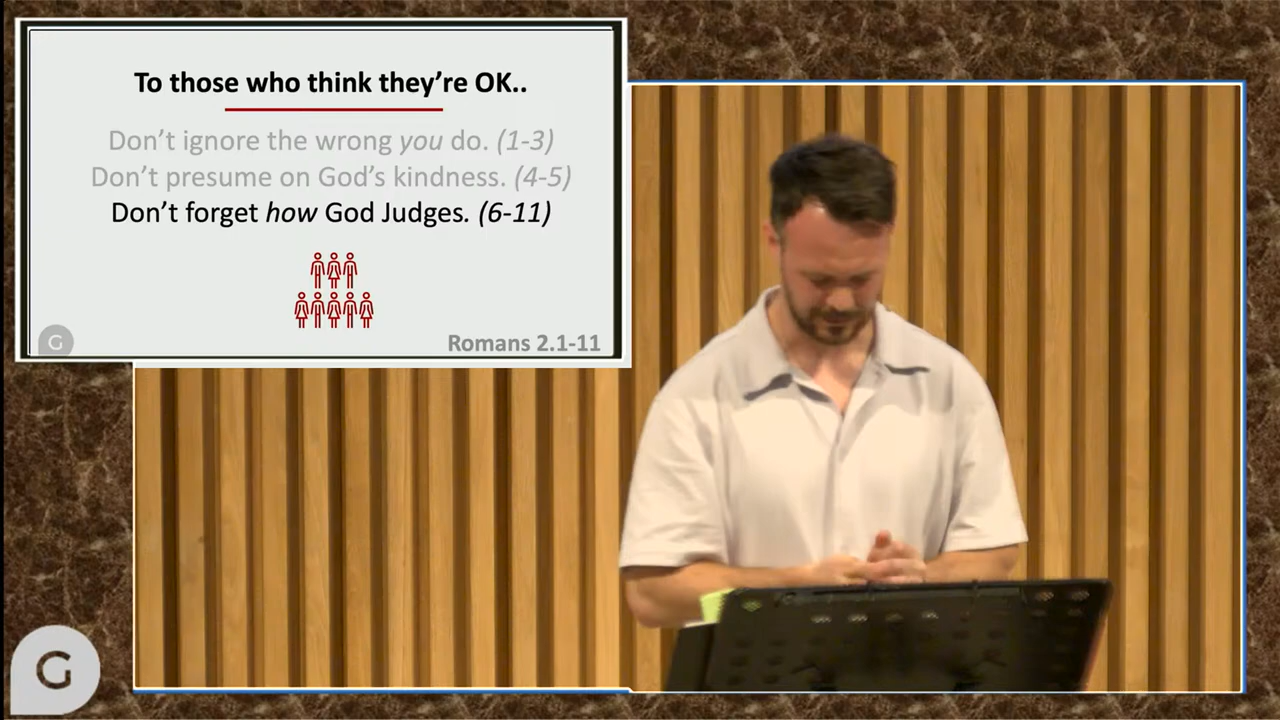 To those who think they’re OK..
Don’t ignore the wrong you do. (1-3)
Don’t presume on God’s kindness. (4-5)
Don’t forget how God Judges. (6-11)
G
Romans 2.1-11
G